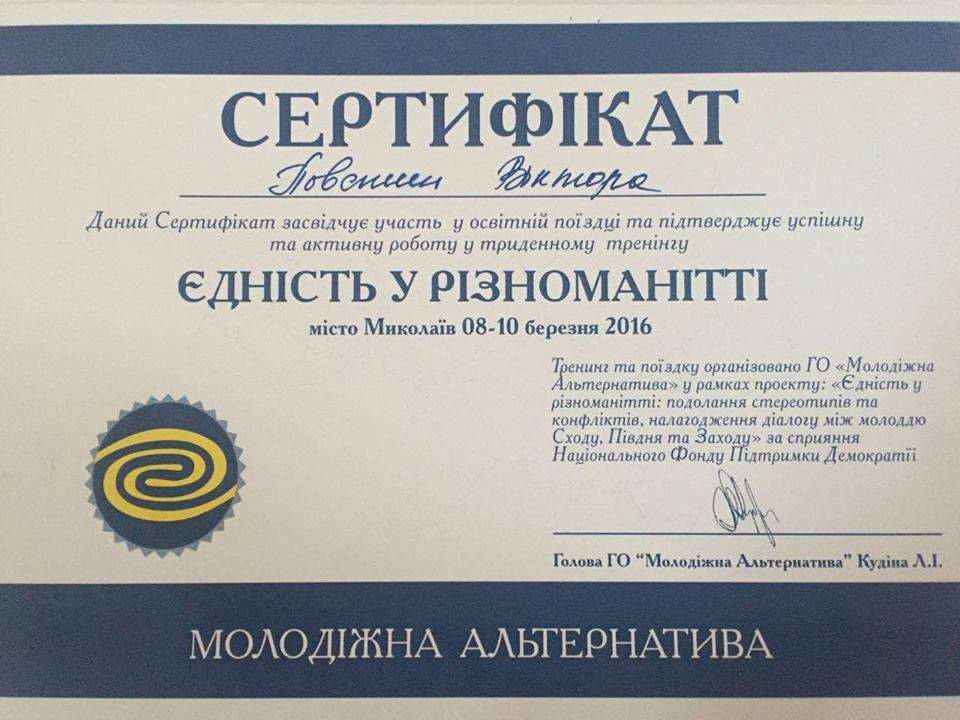 СЕРТИФІКАТ
Віктора
Даний Сертифікат засвідчує участь у освітній поїздці та підтверджує успішну
та активну роботу у триденному тренінгу
ЄДНІСТЬ У РІЗНОМАНІТТІ
місто Миколаїв 08-10 березня 2016
Тренинг та поїздку організовано ГО «Молодіжна
Альтернатива» у рамках проекту: «Єдність у
різноманітті: подолання стереотипів та
конфліктів, налагодження діалогу між молоддю
Сходу, Півдня та Заходу» за сприяння
Національного Фонду Підтримки Демократії
Голова ГО “Молодіжна Альтернатива” Кудіна Л.І.
МОЛОДІЖНА АЛЬТЕРНАТИВА